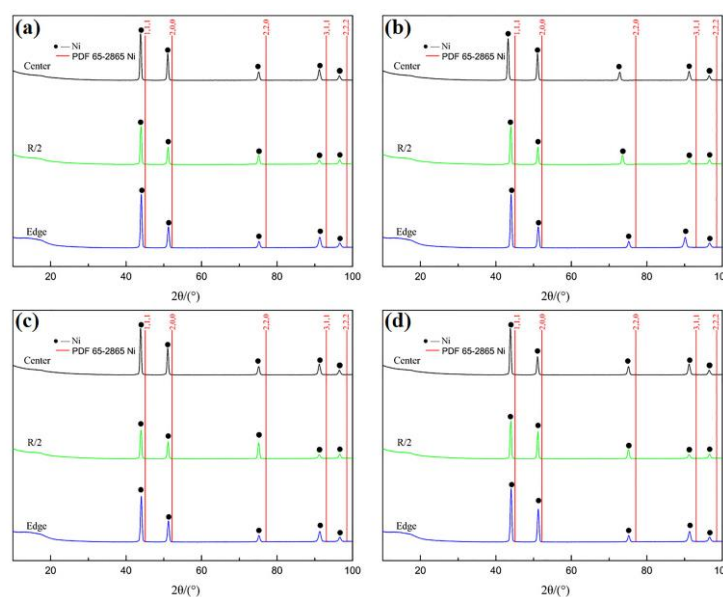 (a)
Ni
PDF 65-2865 Ni
1,1,1
2,0,0
2,2,0
3,1,1
2,2,2
Center
R/2
Edge
20 40 60 80 100
2θ/(°)
(b)
Ni
PDF 65-2865 Ni
1,1,1
2,0,0
2,2,0
3,1,1
2,2,2
Center
R/2
Edge
20 40 60 80 10
2θ/(°)
(c)
Ni
PDF 65-2865 Ni
1,1,1
2,0,0
2,2,0
3,1,1
2,2,2
Center
R/2
Edge
20 40 60 80 100
2θ/(°)
(d)
Ni
PDF 65-2865 Ni
1,1,1
2,0,0
2,2,0
3,1,1
2,2,2
Center
R/2
Edge
20 40 60 80 10
2θ/(°)